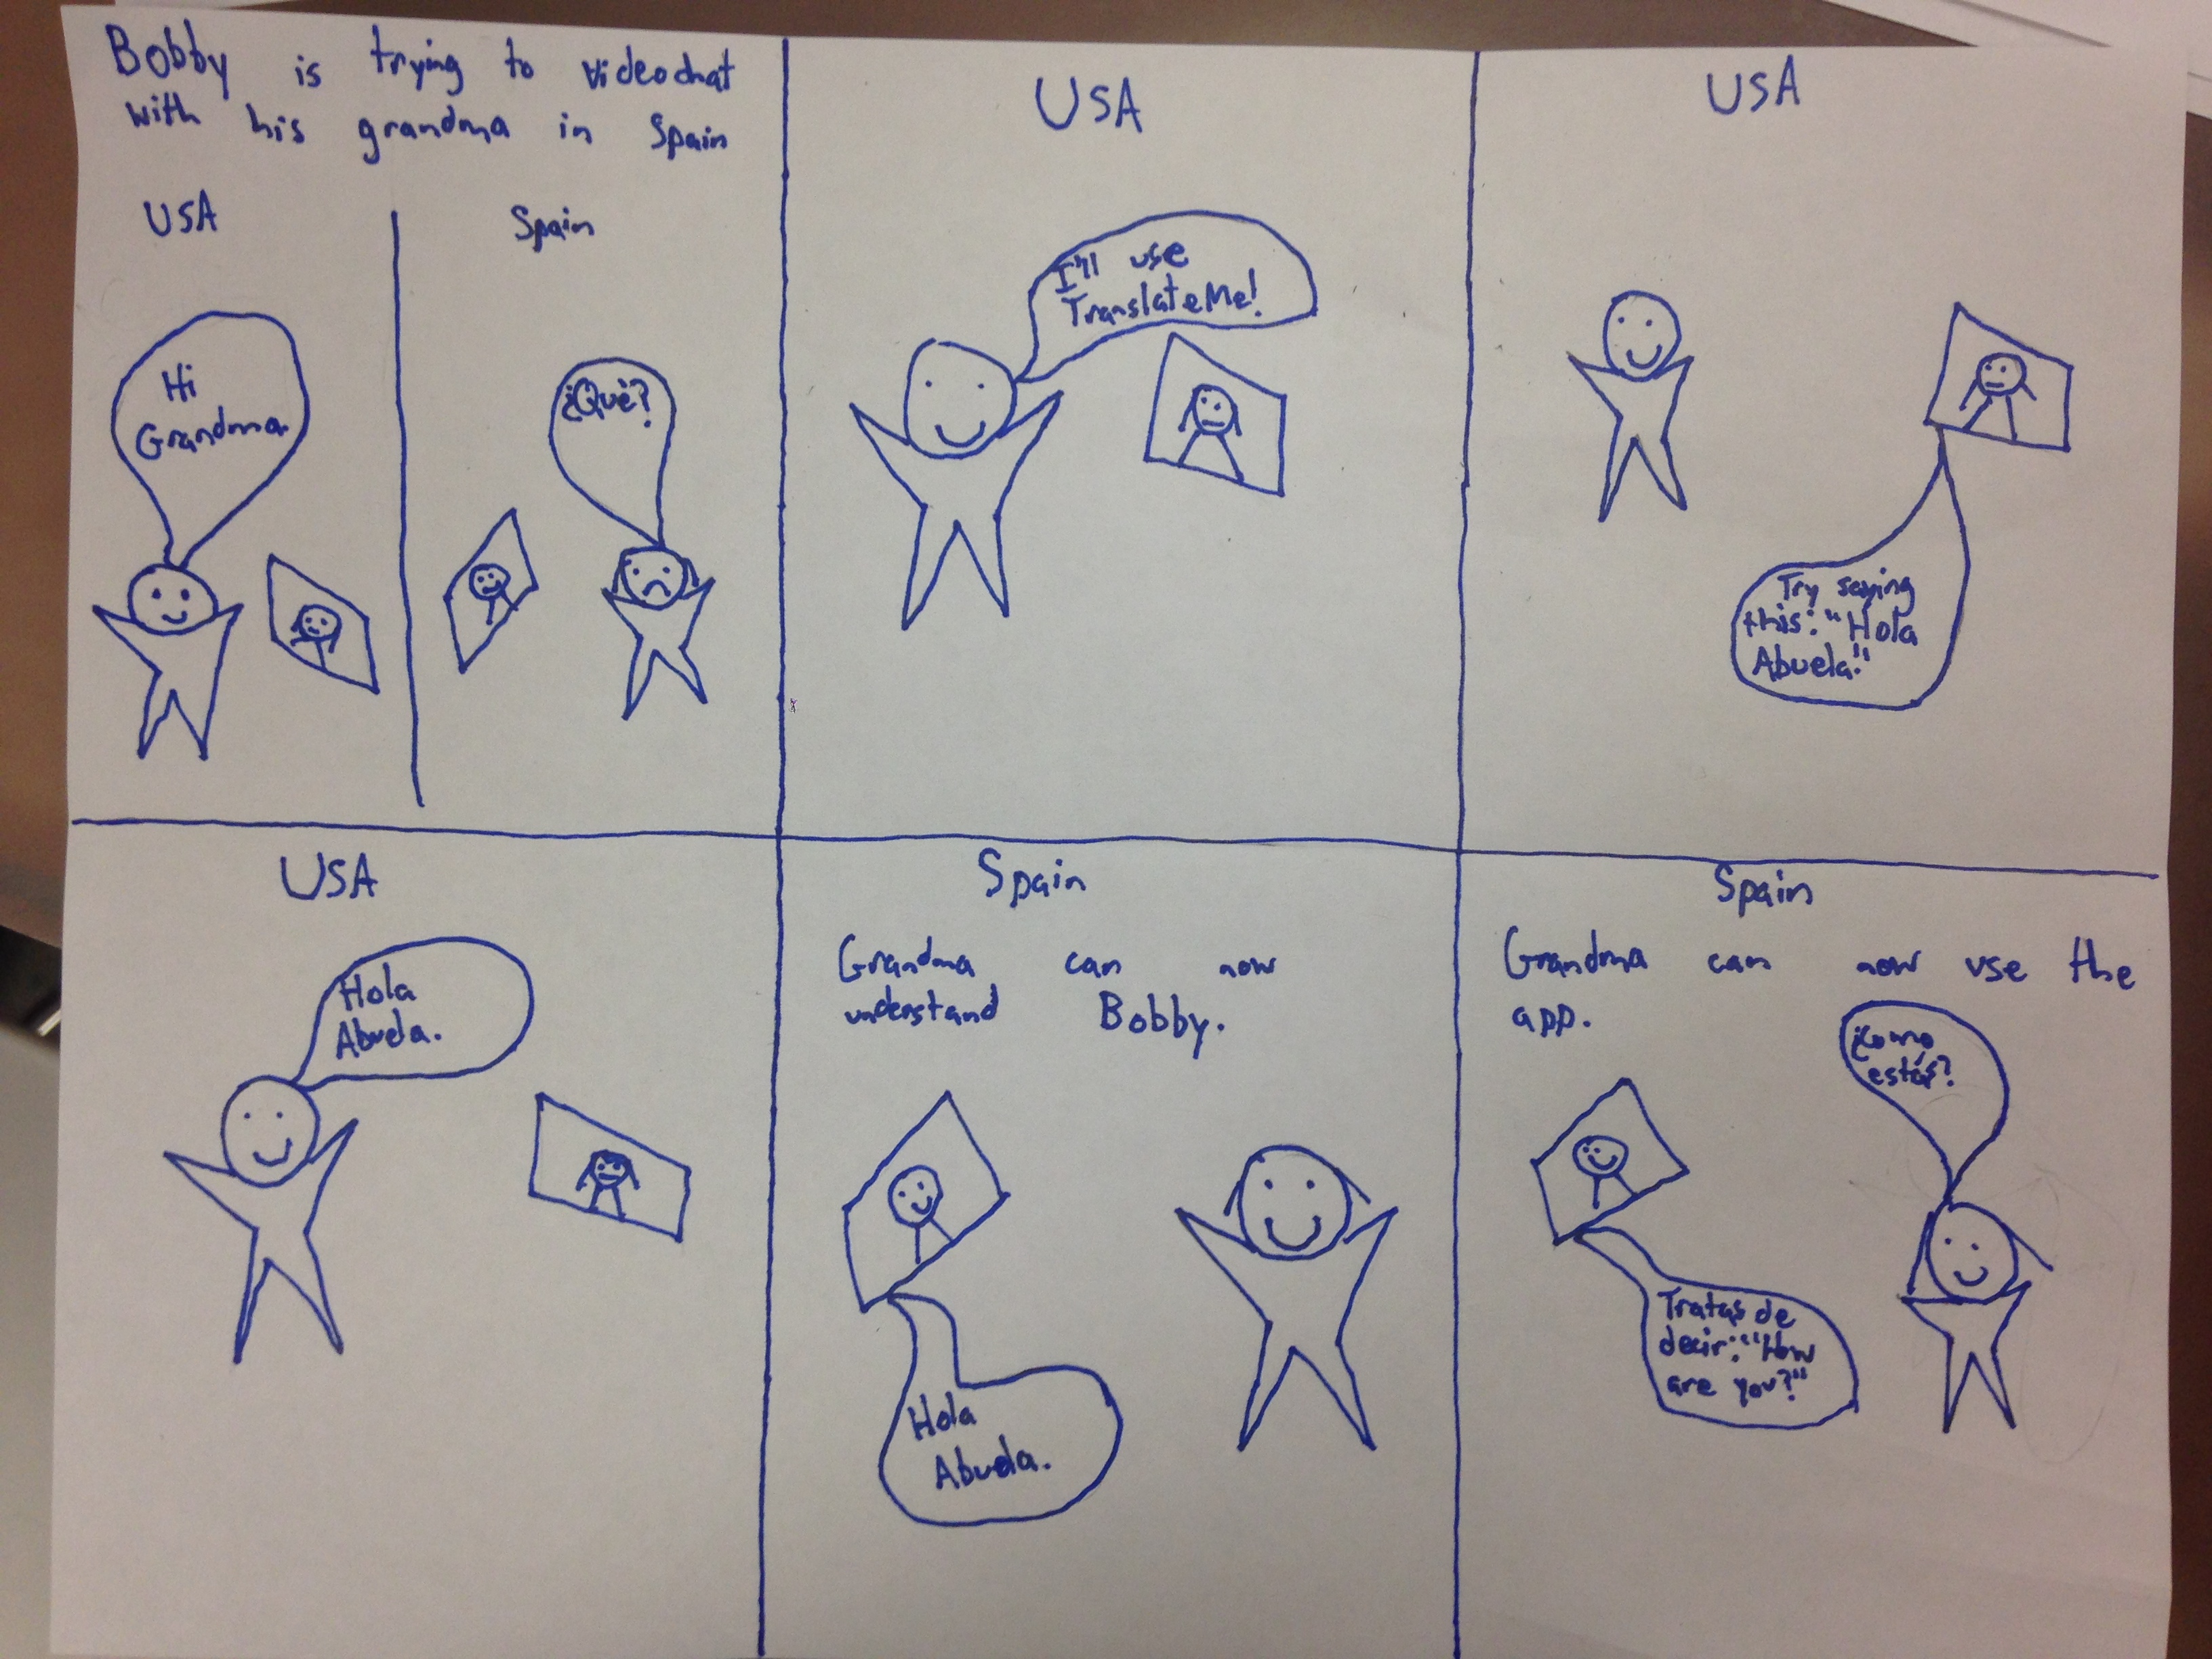 Bobby is trying to videochat
with his grandma in Spain
USA
Spain
Hi
Grandma.
¿Qué?
USA
I'll use
TranslateMe!
USA
Try saying
this: "Hola
Abuela!"
USA
Hola
Abuela.
Spain
Grandma can now
understand Bobby.
Hola
Abuela.
Spain
Grandma can now use the
app.
¿Como
estás?
Tratas de
decir: "How
are you?"